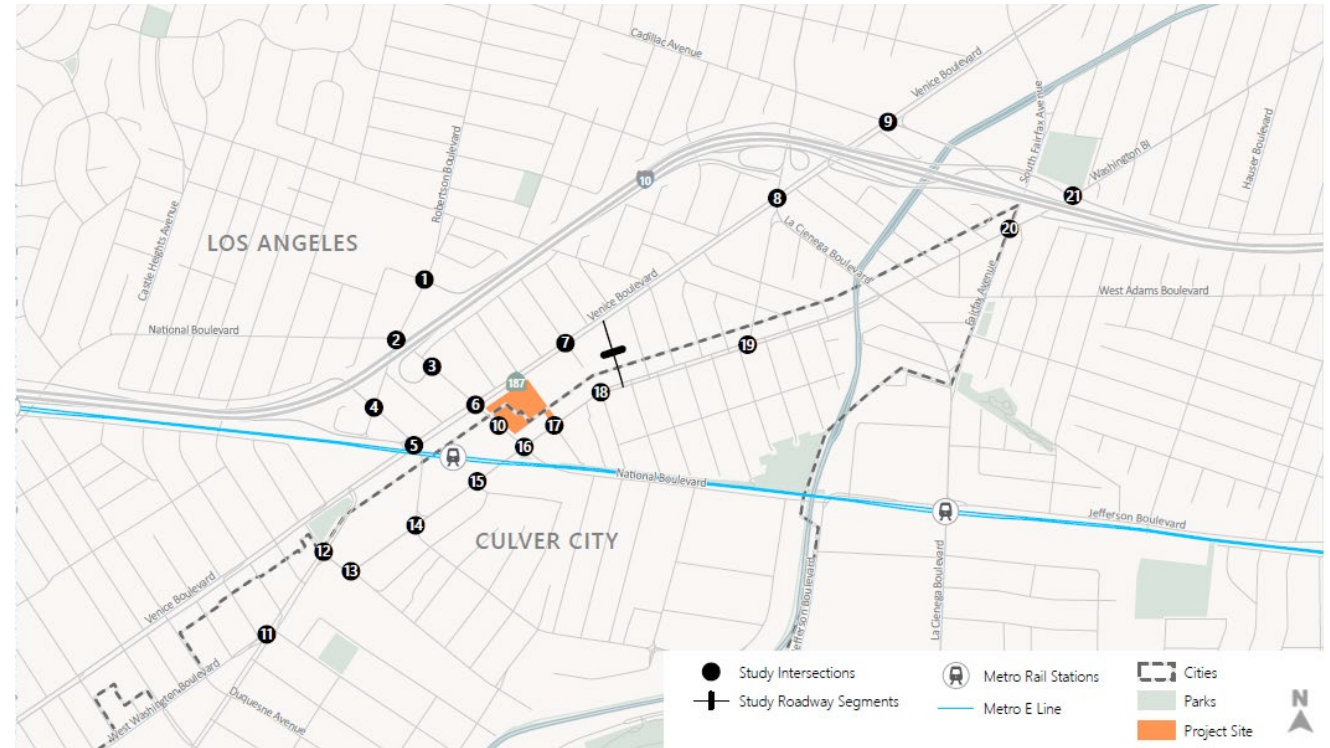 Cadillac Avenue
Venice Boulevard
9
South Fairfax Avenue
Washington Bl
Hauser Boulevard
Robertson Boulevard
10
8
21
Castle Heights Avenue
LOS ANGELES
La Cienega Boulevard
20
1
Venice Boulevard
Fairfax Avenue
West Adams Boulevard
National Boulevard
2
7
19
3
187
18
4
6
10
17
5
16
National Boulevard
15
Jefferson Boulevard
14
CULVER CITY
12
13
Venice Boulevard
efferson Boulevard
La Cienega Boulevard
11
West Washington Boulevard
Duquesne Avenue
Study Intersections
Study Roadway Segments
Metro Rail Stations
Metro E Line
Cities
Parks
Project Site
N